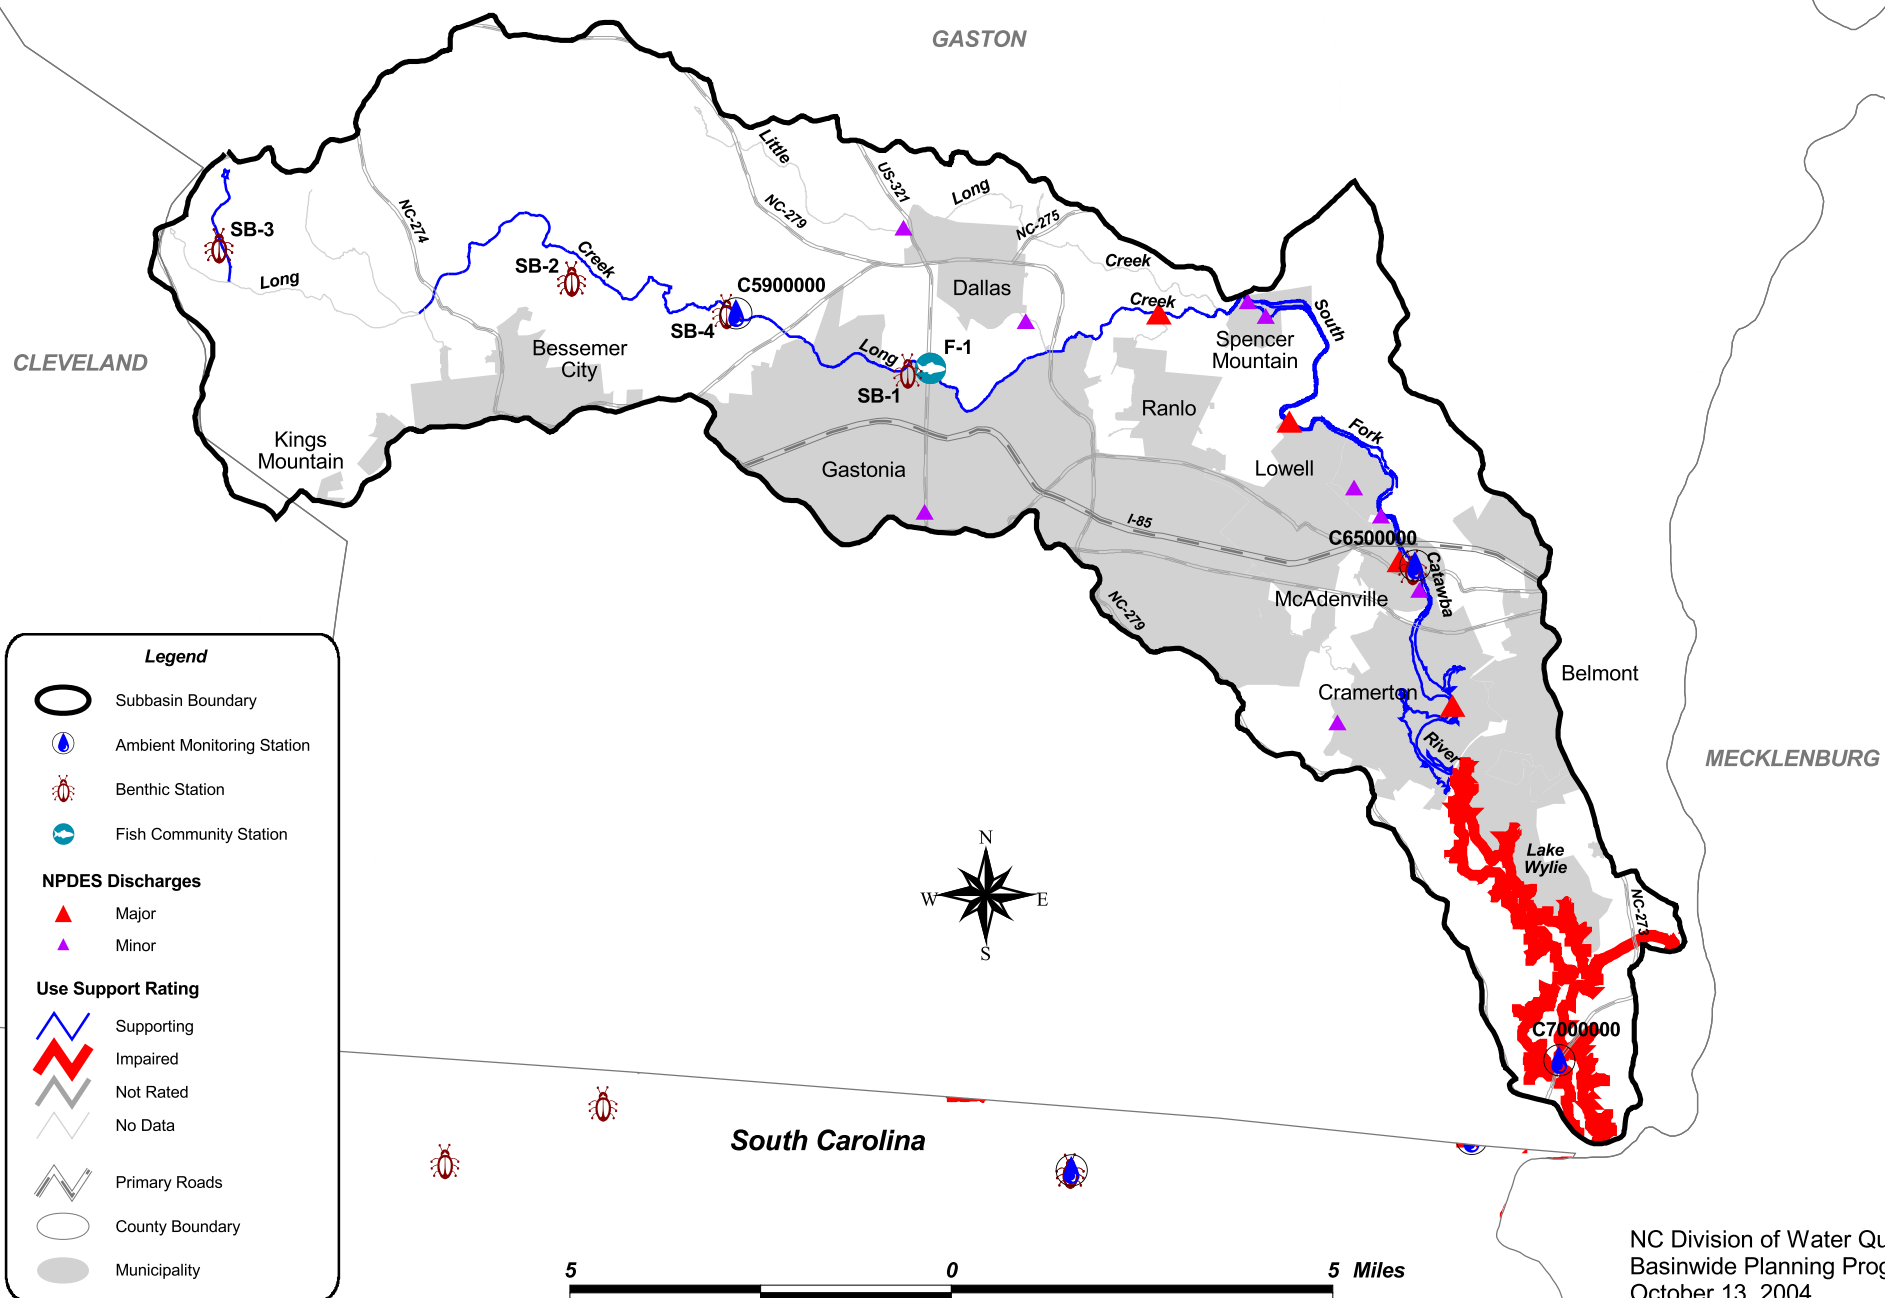 GASTON
Little
US-321
Long
NC-279
NC-275
NC-274
SB-3
Creek
Creek
SB-2
Long
C5900000
Dallas
Creek
South
SB-4
Spencer
Mountain
Bessemer
City
Long
F-1
CLEVELAND
SB-1
Ranlo
Fork
Kings
Mountain
Gastonia
Lowell
I-85
C6500000
Catawba
McAdenville
NC-279
Belmont
Cramerton
River
MECKLENBURG
Lake
Wylie
NC-273
N
W
E
S
C7000000
South Carolina
Legend
Subbasin Boundary
Ambient Monitoring Station
Benthic Station
Fish Community Station
NPDES Discharges
Major
Minor
Use Support Rating
Supporting
Impaired
Not Rated
No Data
Primary Roads
County Boundary
Municipality
5 0 5 Miles
NC Division of Water Qu
Basinwide Planning Prog
October 13, 2004